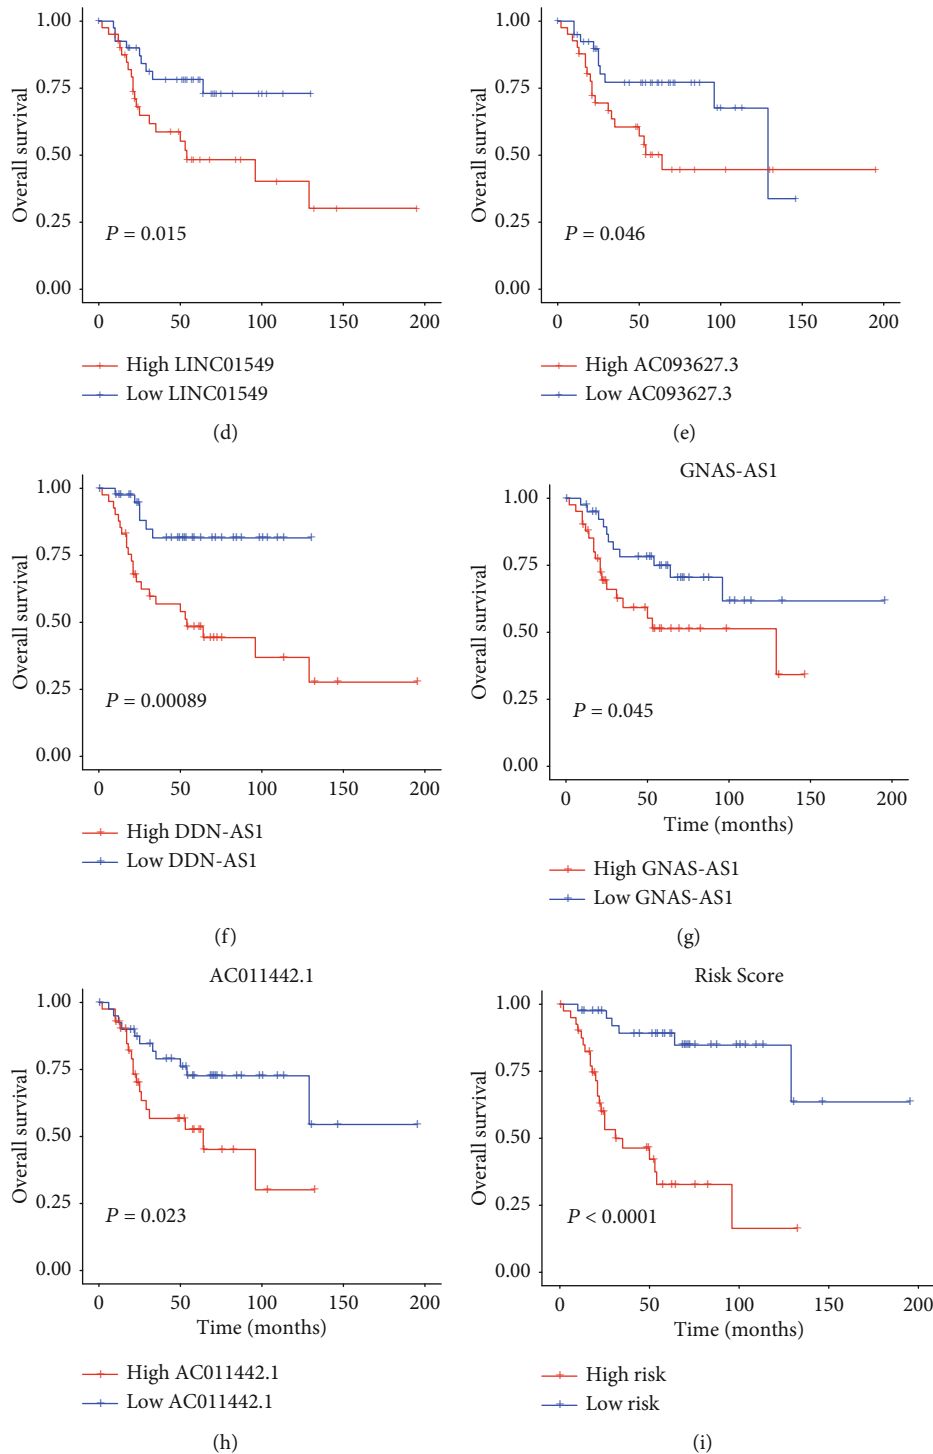 1.00
0.75
0.50
0.25
0.00
Overall survival
P = 0.015
0 50 100 150 200
High LINC01549
Low LINC01549
(d)
1.00
0.75
0.50
0.25
0.00
Overall survival
P = 0.046
0 50 100 150 200
High AC093627.3
Low AC093627.3
(e)
1.00
0.75
0.50
0.25
0.00
Overall survival
P = 0.00089
0 50 100 150 200
High DDN-AS1
Low DDN-AS1
(f)
GNAS-AS1
1.00
0.75
0.50
0.25
0.00
Overall survival
P = 0.045
0 50 100 150 200
Time (months)
High GNAS-AS1
Low GNAS-AS1
(g)
AC011442.1
1.00
0.75
0.50
0.25
0.00
Overall survival
P = 0.023
0 50 100 150 200
Time (months)
High AC011442.1
Low AC011442.1
(h)
Risk Score
1.00
0.75
0.50
0.25
0.00
Overall survival
P < 0.0001
0 50 100 150 200
Time (months)
High risk
Low risk
(i)